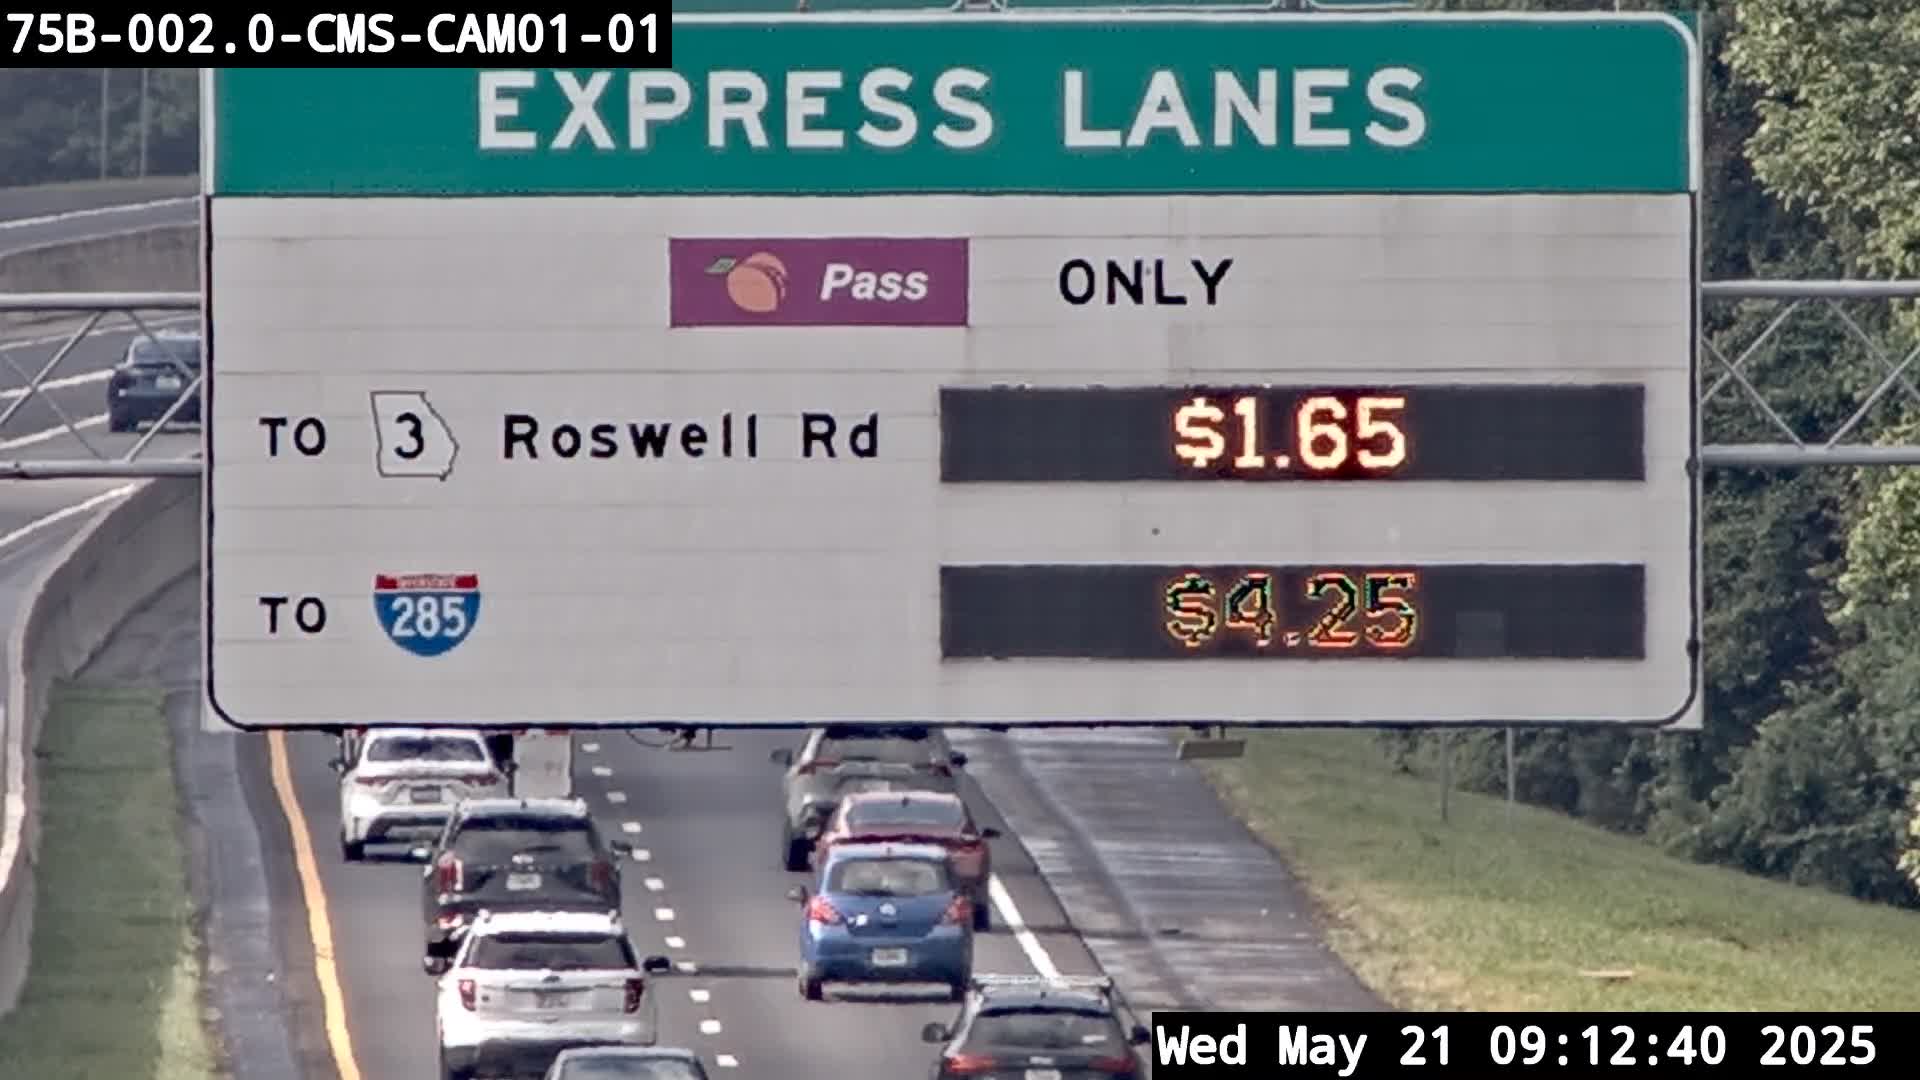 75B-002.0-CMS-CAM01-01
EXPRESS LANES
Pass ONLY
TO 3 Roswell Rd $1.65
TO 285 $4.25
Wed May 21 09:12:40 2025